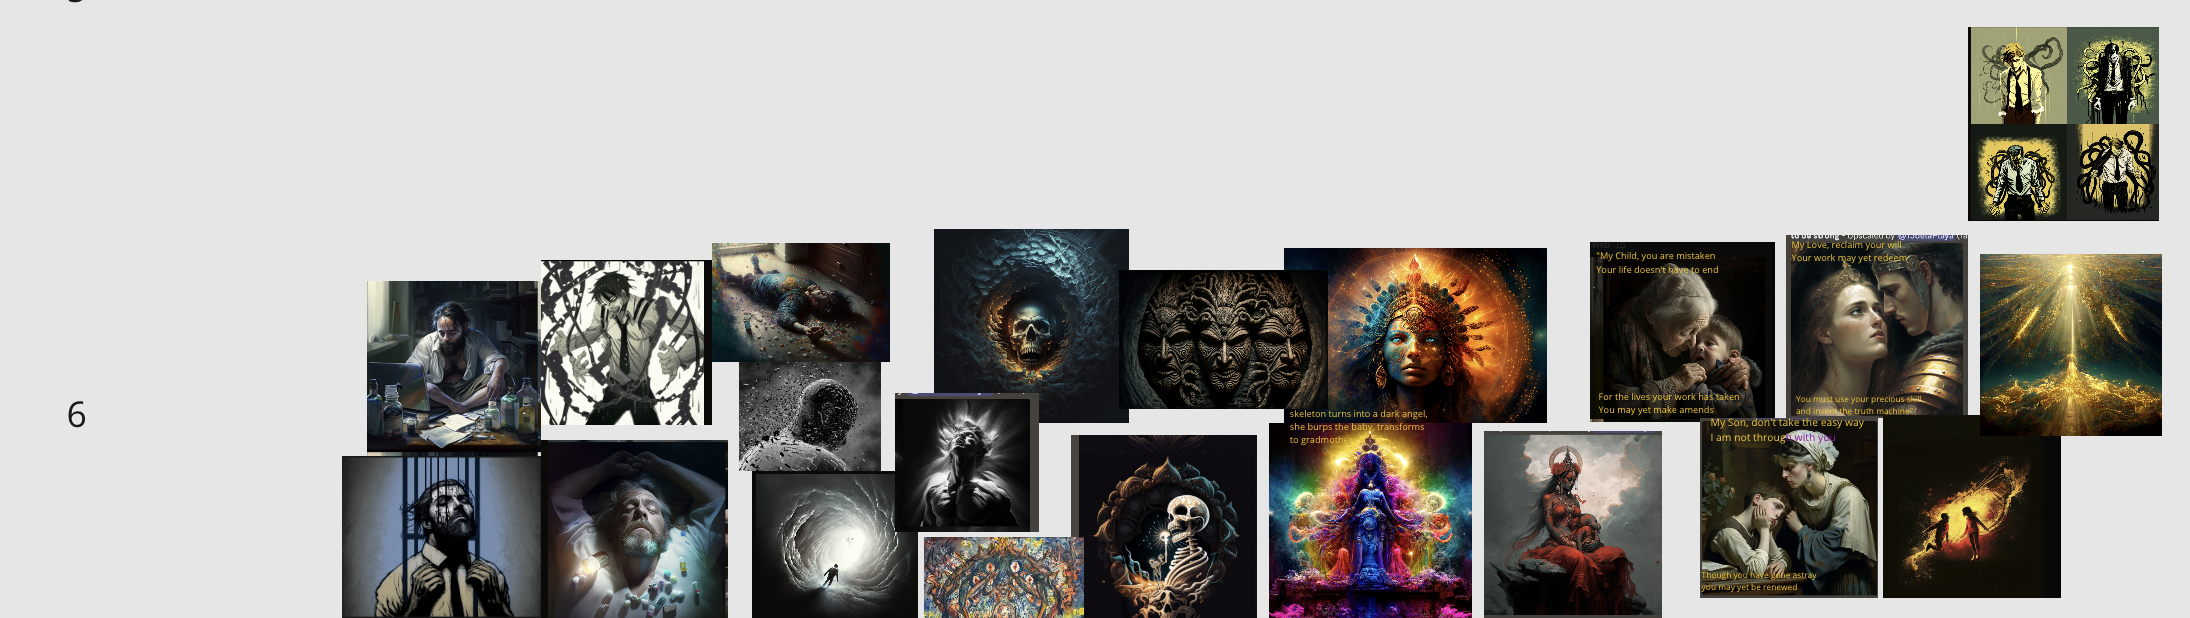 6
skeleton turns into a dark angel,
she burps the baby, transforms
to gradmother
"My Child, you are mistaken
Your life doesn't have to end
For the lives your work has taken
You may yet make amends
My Love, reclaim your will
Your work may yet redeem
You must use your precious skill
and invent the truth machine"
My Son, don't take the easy way
I am not through with you
Though you have gone astray
you may yet be renewed